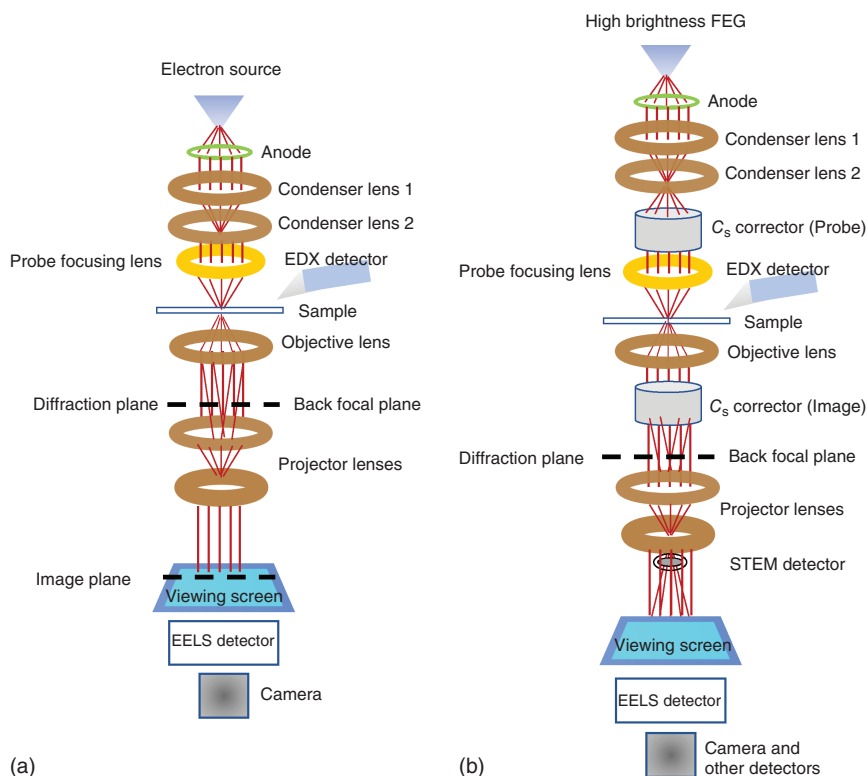 Electron source
Anode
Condenser lens 1
Condenser lens 2
Probe focusing lens
EDX detector
Sample
Objective lens
Diffraction plane
Back focal plane
Projector lenses
Image plane
Viewing screen
EELS detector
Camera
(a)
High brightness FEG
Anode
Condenser lens 1
Condenser lens 2
Cs corrector (Probe)
Probe focusing lens
EDX detector
Sample
Objective lens
Cs corrector (Image)
Diffraction plane
Back focal plane
Projector lenses
STEM detector
Viewing screen
EELS detector
Camera and
other detectors
(b)